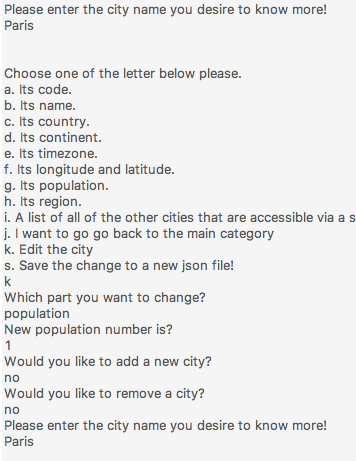 Please enter the city name you desire to know more!
Paris
Choose one of the letter below please.
a. Its code.
b. Its name.
c. Its country.
d. Its continent.
e. Its timezone.
f. Its longitude and latitude.
g. Its population.
h. Its region.
i. A list of all of the other cities that are accessible via a s
j. I want to go go back to the main category
k. Edit the city
s. Save the change to a new json file!
k
Which part you want to change?
population
New population number is?
1
Would you like to add a new city?
no
Would you like to remove a city?
no
Please enter the city name you desire to know more!
Paris